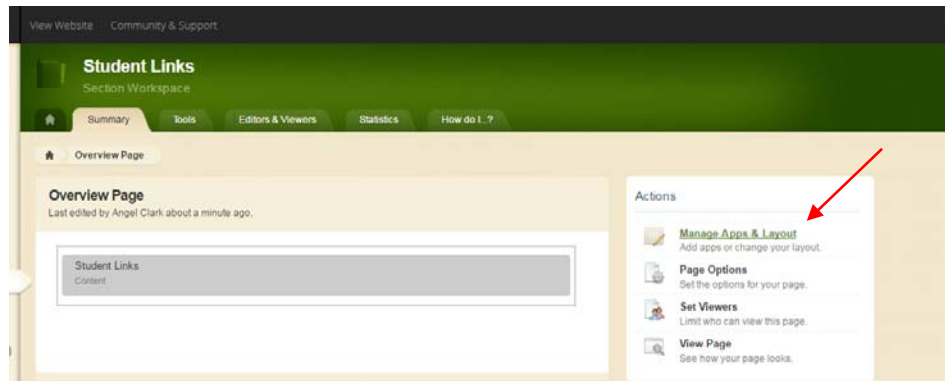 View Website Community & Support
Student Links
Section Workspace
Summary Tools Editors & Viewers Statistics How do I...?
Overview Page
Overview Page
Last edited by Angel Clark about a minute ago.
Student Links
Content
Actions
Manage Apps & Layout
Add apps or change your layout.
Page Options
Set the options for your page.
Set Viewers
Limit who can view this page.
View Page
See how your page looks.